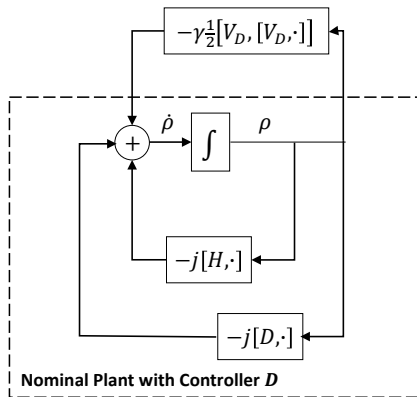 −γ½[V_D, [V_D,·]]
+
ρ̇
∫
ρ
−j[H,·]
−j[D,·]
Nominal Plant with Controller D